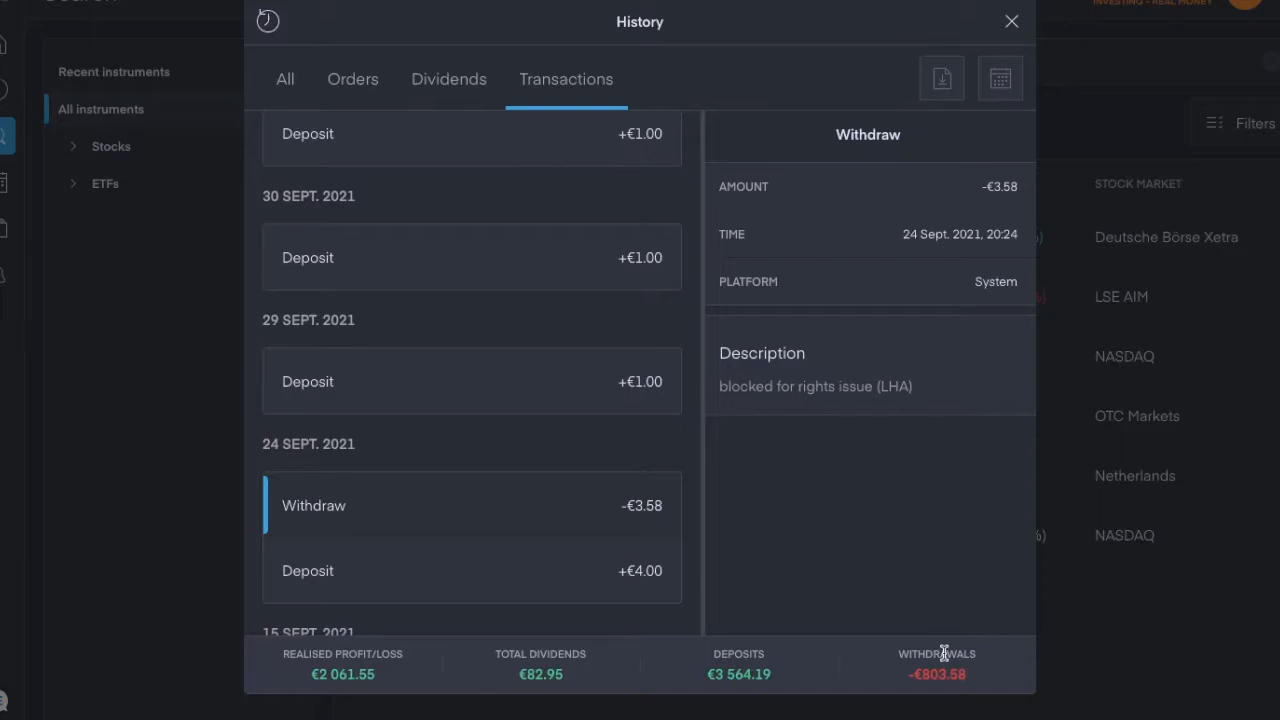 INVESTING - REAL MONEY
History
All Orders Dividends Transactions
Recent instruments
All instruments
Stocks
ETFs
Filters
Deposit +€1.00
30 SEPT. 2021
Deposit +€1.00
29 SEPT. 2021
Deposit +€1.00
24 SEPT. 2021
Withdraw -€3.58
Deposit +€4.00
15 SEPT. 2021
Withdraw
AMOUNT -€3.58
TIME 24 Sept. 2021, 20:24
PLATFORM System
Description
blocked for rights issue (LHA)
STOCK MARKET
Deutsche Börse Xetra
LSE AIM
NASDAQ
OTC Markets
Netherlands
NASDAQ
REALISED PROFIT/LOSS
€2 061.55
TOTAL DIVIDENDS
€82.95
DEPOSITS
€3 564.19
WITHDRAWALS
-€803.58